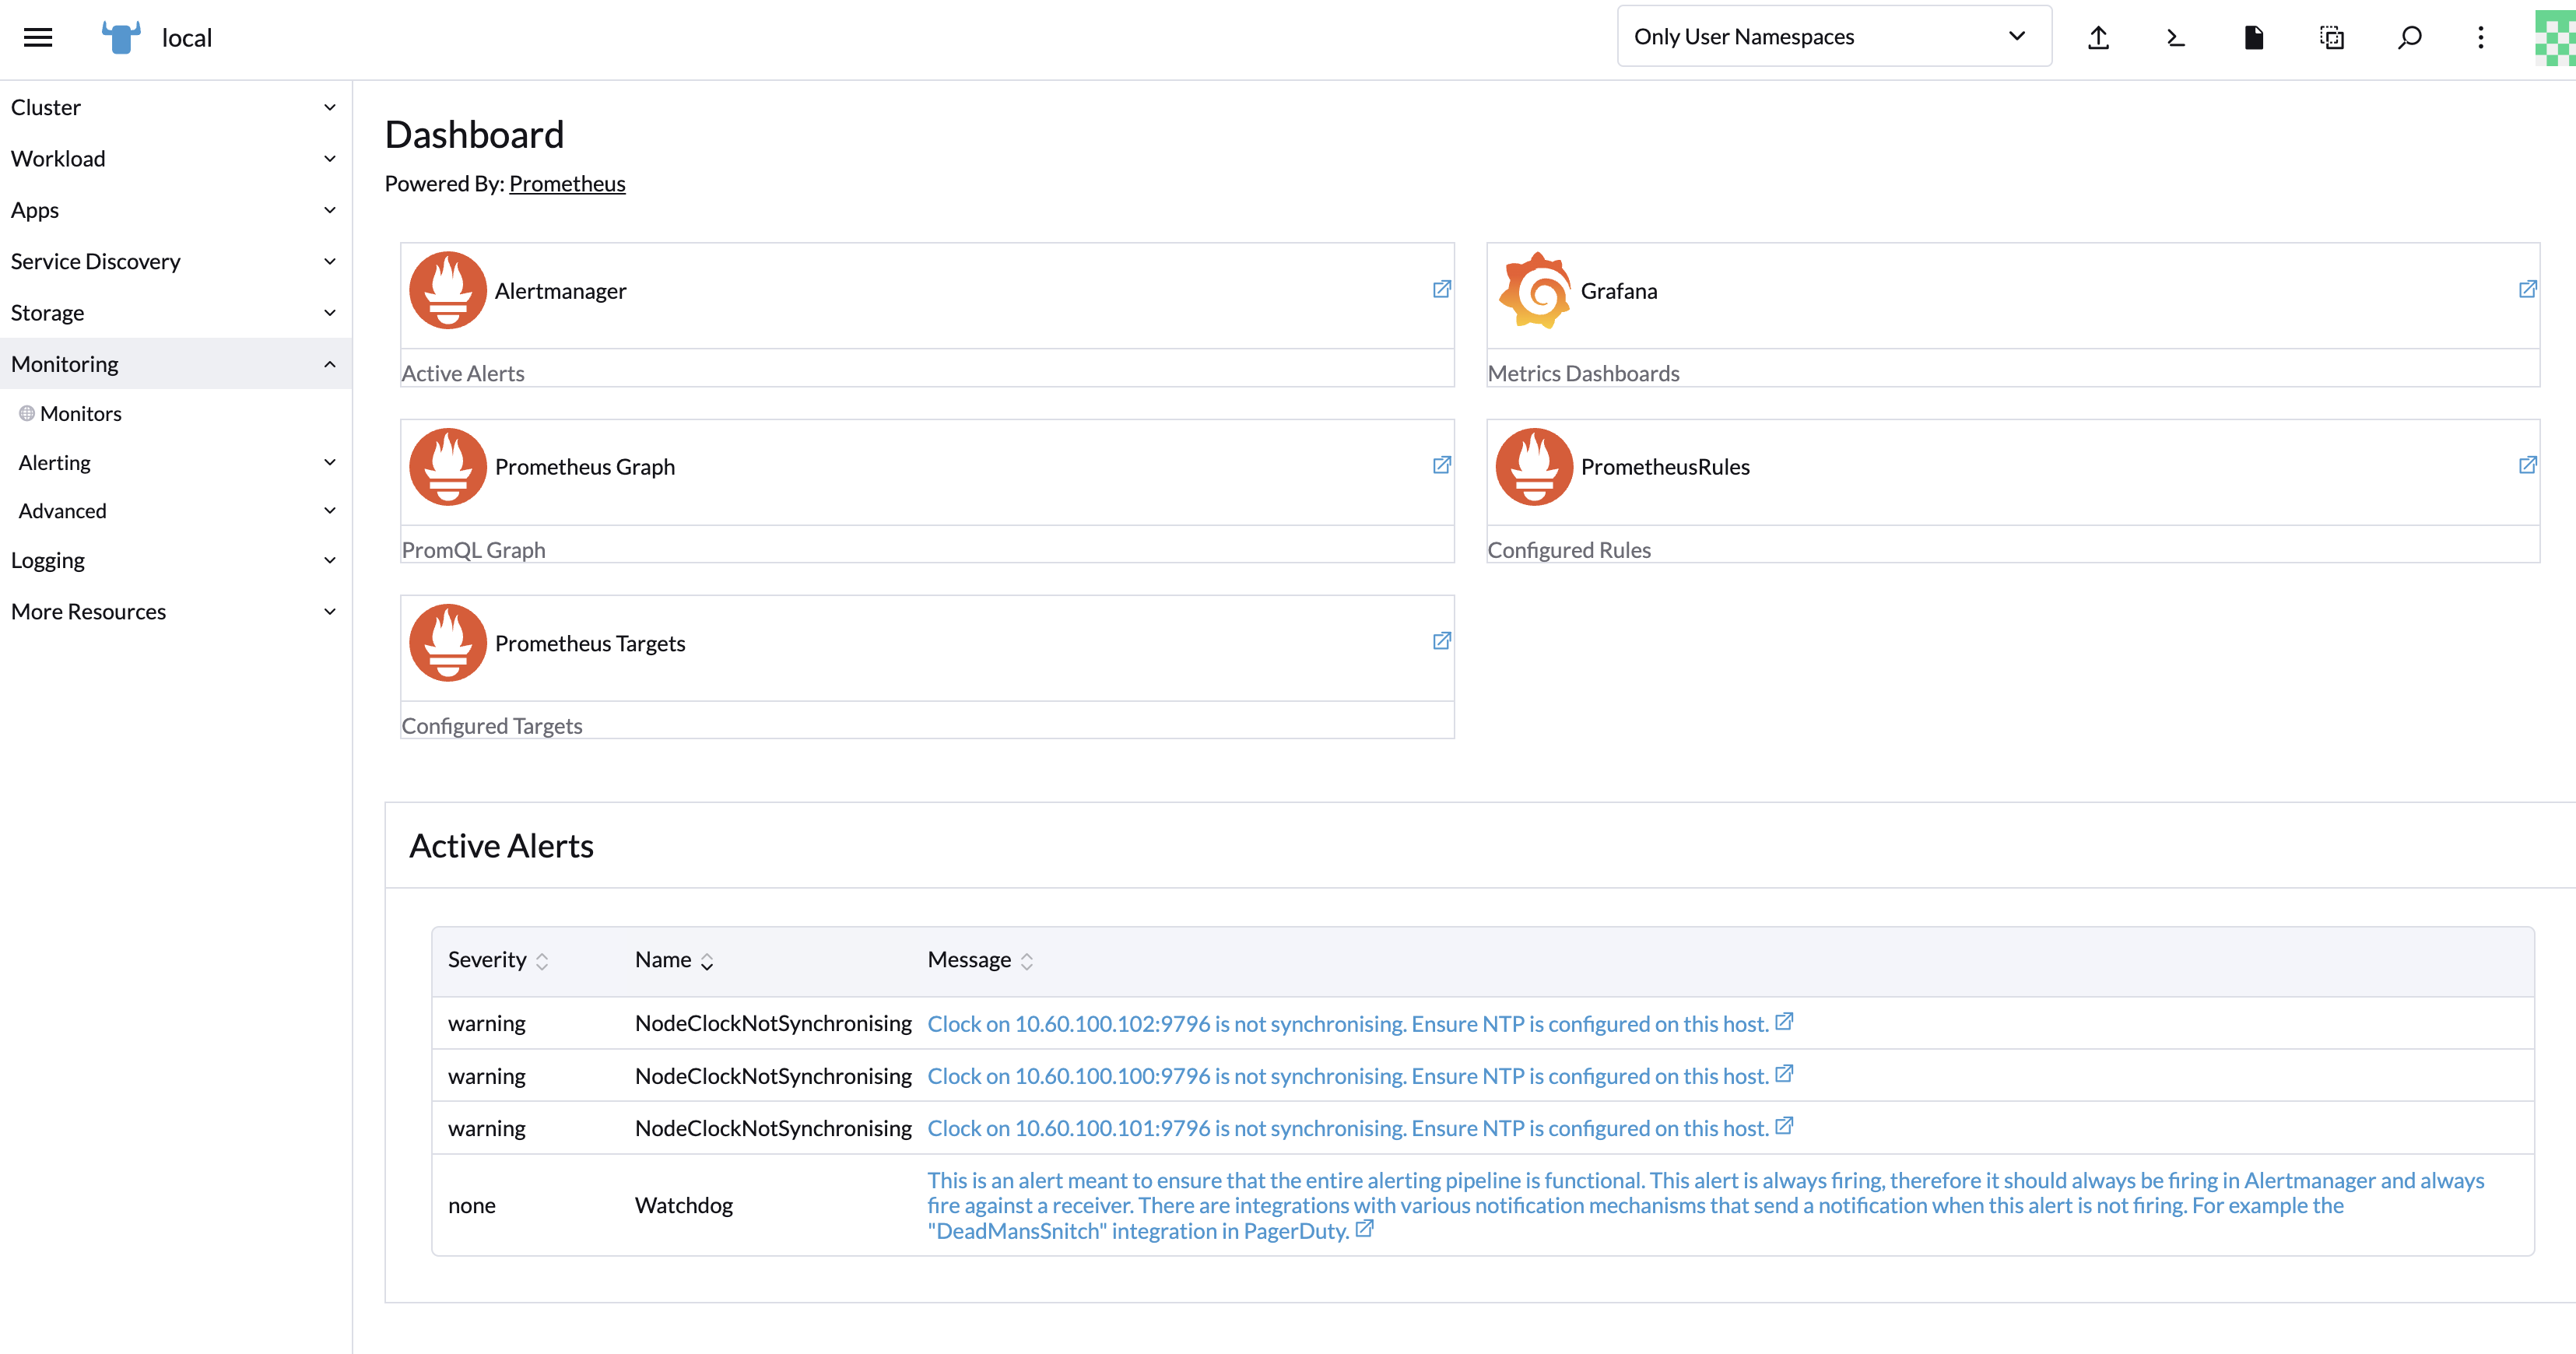 local
Only User Namespaces
Cluster
Workload
Apps
Service Discovery
Storage
Monitoring
Monitors
Alerting
Advanced
Logging
More Resources
Dashboard
Powered By: Prometheus
Alertmanager
Active Alerts
Grafana
Metrics Dashboards
Prometheus Graph
PromQL Graph
PrometheusRules
Configured Rules
Prometheus Targets
Configured Targets
Active Alerts
Severity Name Message
warning NodeClockNotSynchronising Clock on 10.60.100.102:9796 is not synchronising. Ensure NTP is configured on this host.
warning NodeClockNotSynchronising Clock on 10.60.100.100:9796 is not synchronising. Ensure NTP is configured on this host.
warning NodeClockNotSynchronising Clock on 10.60.100.101:9796 is not synchronising. Ensure NTP is configured on this host.
none Watchdog This is an alert meant to ensure that the entire alerting pipeline is functional. This alert is always firing, therefore it should always be firing in Alertmanager and always
fire against a receiver. There are integrations with various notification mechanisms that send a notification when this alert is not firing. For example the
"DeadMansSnitch" integration in PagerDuty.